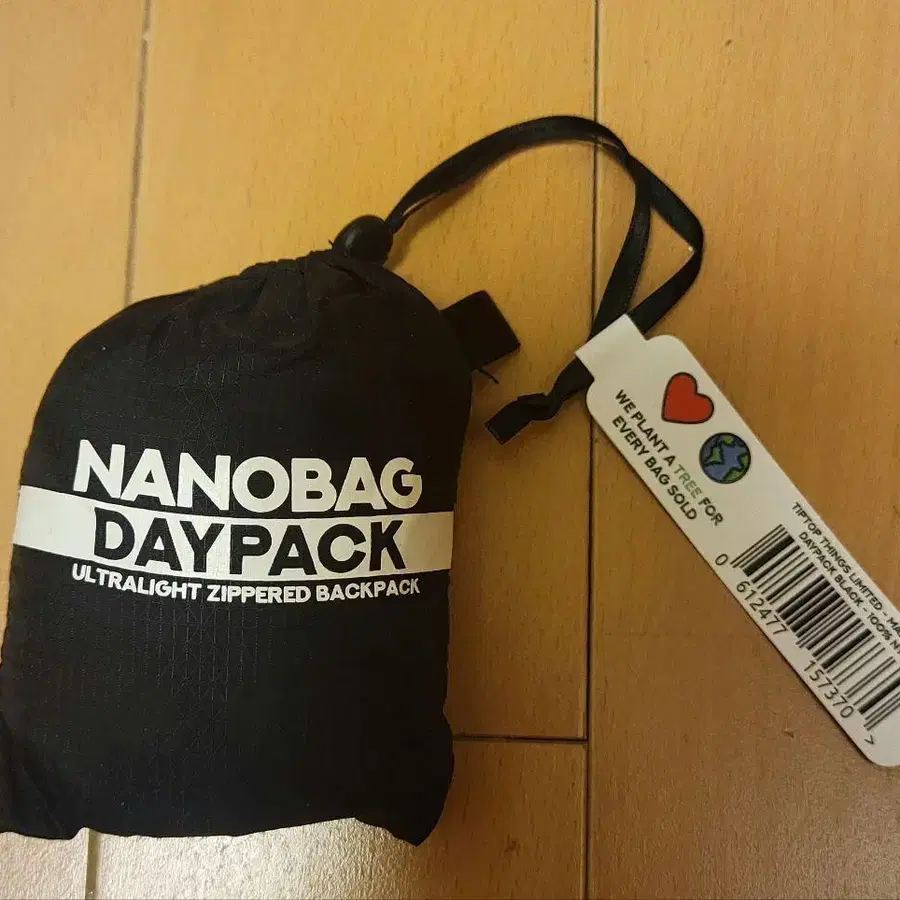 NANOBAG
DAYPACK
ULTRALIGHT ZIPPERED BACKPACK
WE PLANT A TREE FOR
EVERY BAG SOLD
TIPTOP THINGS LIMITED -
DAYPACK BLACK - 100%
0 612477 157370 >